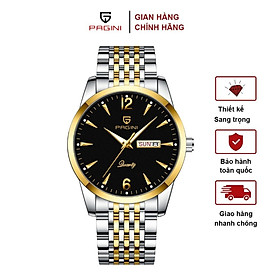 PAGINI
GIAN HÀNG
CHÍNH HÃNG
PAGINI
SUN
Quartz
Thiết kế
Sang trọng
Bảo hành
toàn quốc
Giao hàng
nhanh chóng